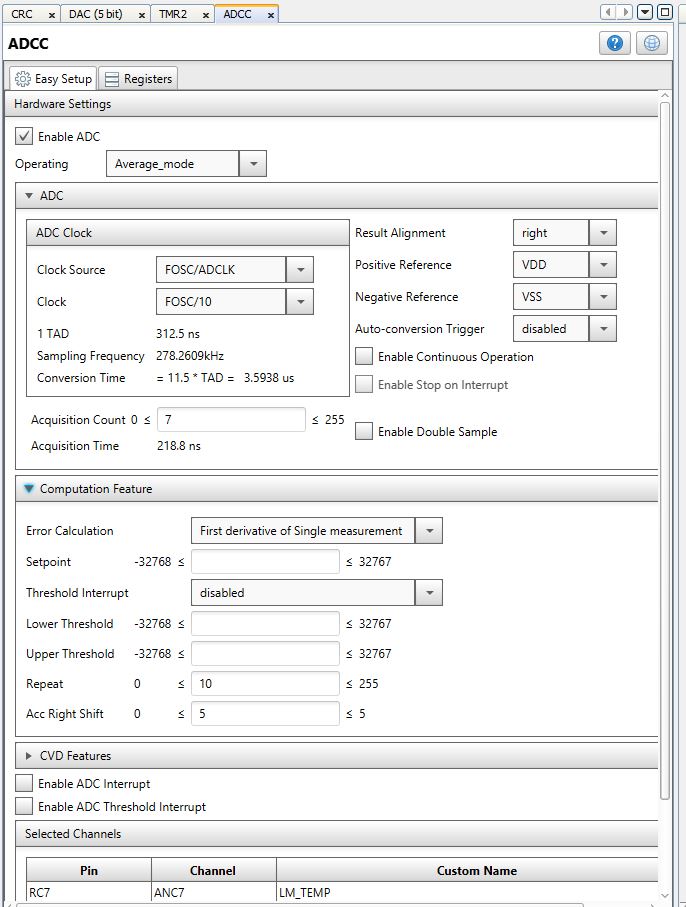 CRC DAC (5 bit) TMR2 ADCC
ADCC
Easy Setup Registers
Hardware Settings
Enable ADC
Operating Average_mode
ADC
ADC Clock
Result Alignment right
Clock Source FOSC/ADCLK
Positive Reference VDD
Clock FOSC/10
Negative Reference VSS
1 TAD 312.5 ns
Auto-conversion Trigger disabled
Sampling Frequency 278.2609kHz
Enable Continuous Operation
Conversion Time = 11.5 * TAD = 3.5938 us
Enable Stop on Interrupt
Acquisition Count 0 ≤ 7 ≤ 255
Enable Double Sample
Acquisition Time 218.8 ns
Computation Feature
Error Calculation First derivative of Single measurement
Setpoint -32768 ≤ ≤ 32767
Threshold Interrupt disabled
Lower Threshold -32768 ≤ ≤ 32767
Upper Threshold -32768 ≤ ≤ 32767
Repeat 0 ≤ 10 ≤ 255
Acc Right Shift 0 ≤ 5 ≤ 5
CVD Features
Enable ADC Interrupt
Enable ADC Threshold Interrupt
Selected Channels
Pin Channel Custom Name
RC7 ANC7 LM_TEMP